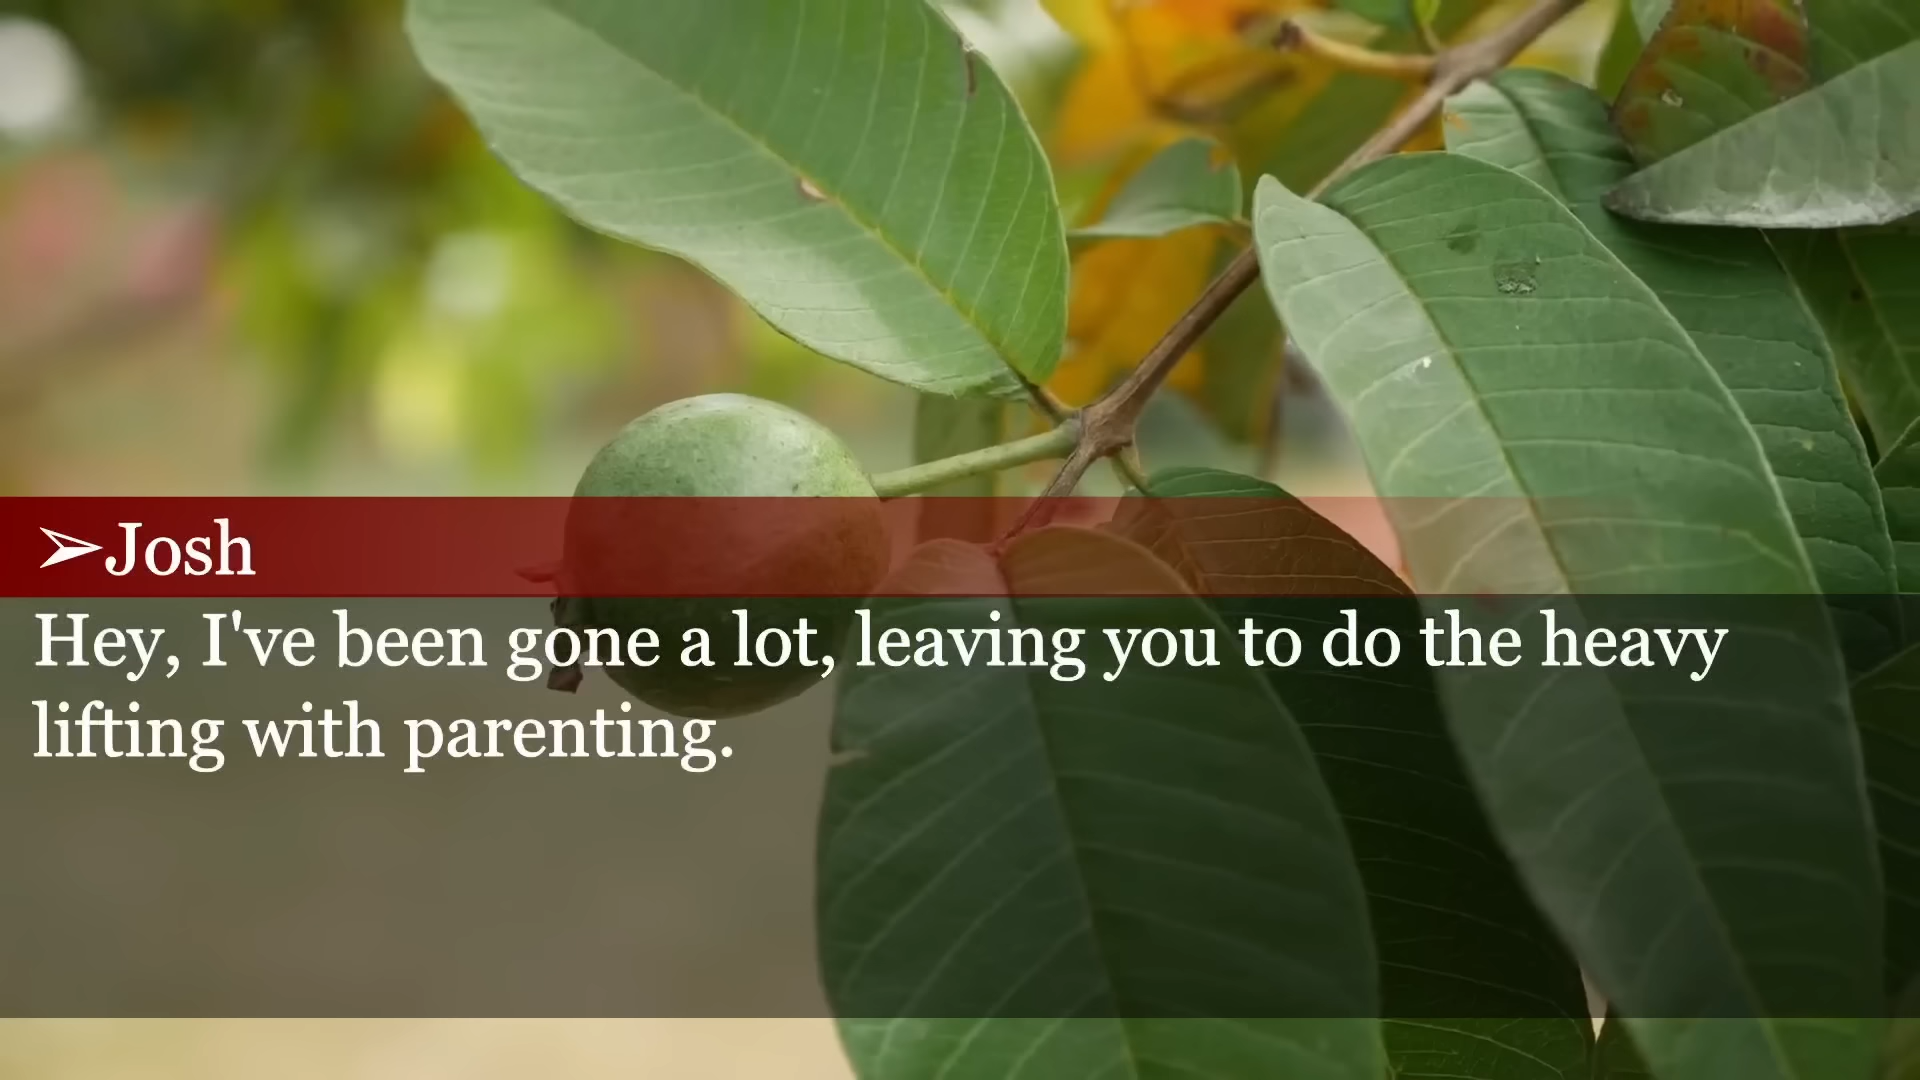 ➢Josh
Hey, I've been gone a lot, leaving you to do the heavy
lifting with parenting.